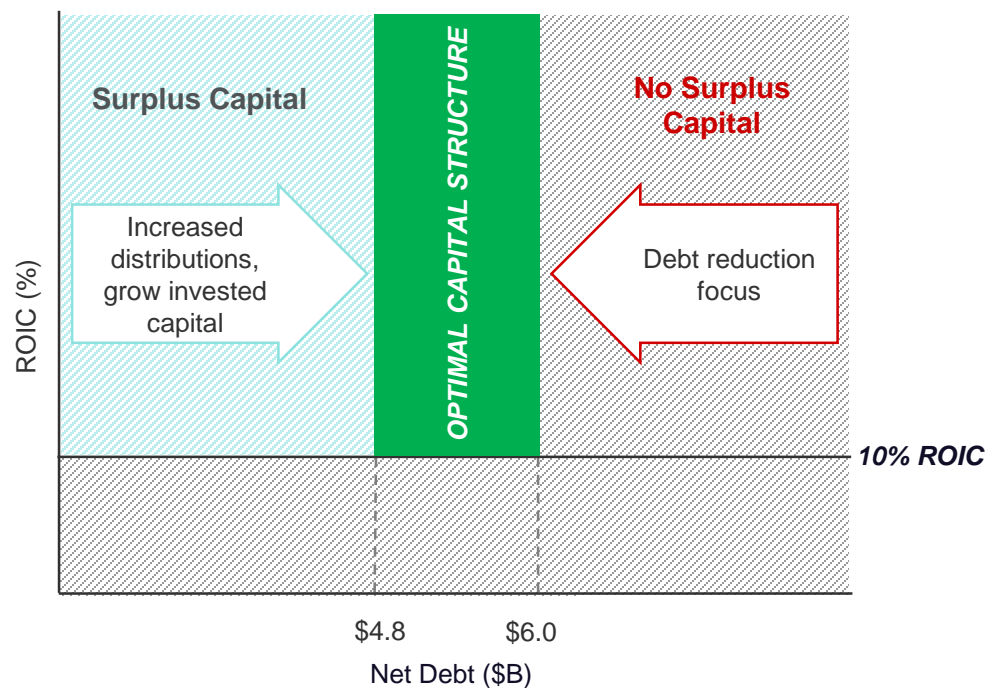 Surplus Capital
No Surplus
Capital
OPTIMAL CAPITAL STRUCTURE
Increased
distributions,
grow invested
capital
Debt reduction
focus
ROIC (%)
10% ROIC
$4.8
$6.0
Net Debt ($B)